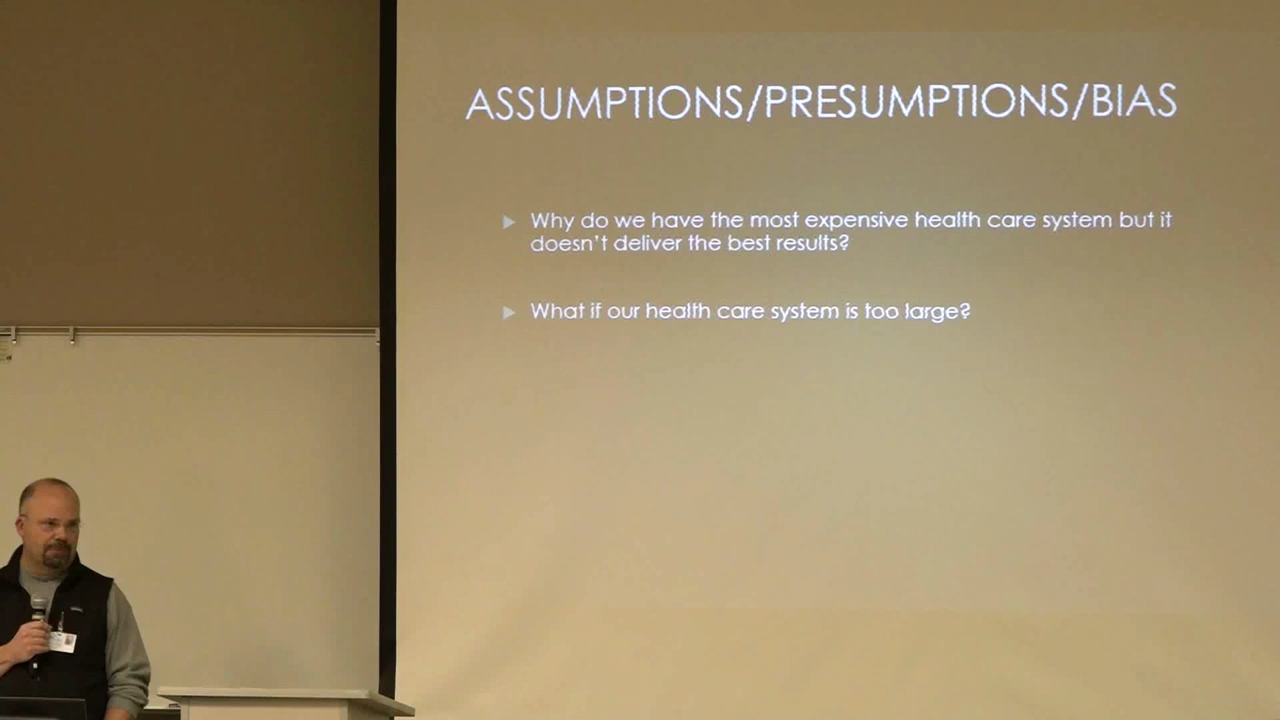 ASSUMPTIONS/PRESUMPTIONS/BIAS
Why do we have the most expensive health care system but it
doesn't deliver the best results?
What if our health care system is too large?